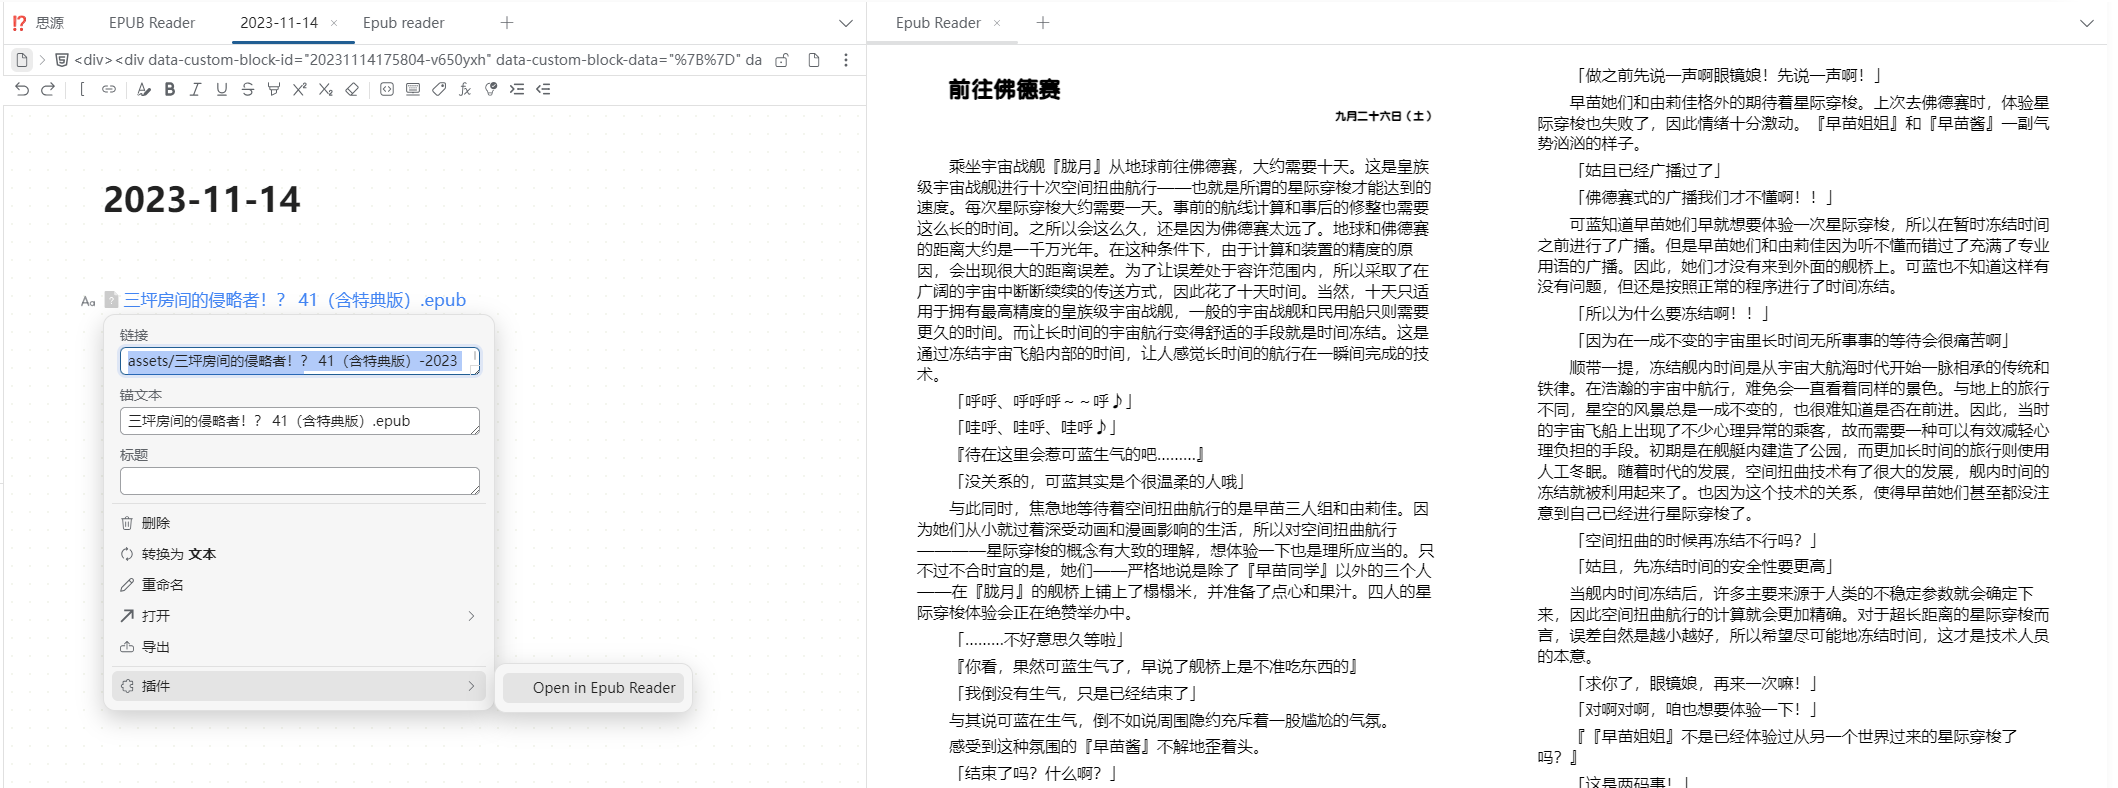 思源
EPUB Reader
2023-11-14
Epub reader
<div><div data-custom-block-id="20231114175804-v650yxh" data-custom-block-data="%7B%7D" da
2023-11-14
三坪房间的侵略者！？ 41（含特典版）.epub
链接
assets/三坪房间的侵略者！？ 41（含特典版）-2023
锚文本
三坪房间的侵略者！？ 41（含特典版）.epub
标题
删除
转换为 文本
重命名
打开
导出
插件
Open in Epub Reader
Epub Reader
前往佛德赛
九月二十六日（土）
乘坐宇宙战舰『胧月』从地球前往佛德赛，大约需要十天。这是皇族
级宇宙战舰进行十次空间扭曲航行——也就是所谓的星际穿梭才能达到的
速度。每次星际穿梭大约需要一天。事前的航线计算和事后的修整也需要
这么长的时间。之所以会这么久，还是因为佛德赛太远了。地球和佛德赛
的距离大约是一千万光年。在这种条件下，由于计算和装置的精度的原
因，会出现很大的距离误差。为了让误差处于容许范围内，所以采取了在
广阔的宇宙中断断续续的传送方式，因此花了十天时间。当然，十天只适
用于拥有最高精度的皇族级宇宙战舰，一般的宇宙战舰和民用船只则需要
更久的时间。而让长时间的宇宙航行变得舒适的手段就是时间冻结。这是
通过冻结宇宙飞船内部的时间，让人感觉长时间的航行在一瞬间完成的技
术。
「呼呼、呼呼呼～～呼♪」
「哇呼、哇呼、哇呼♪」
『待在这里会惹可蓝生气的吧………』
「没关系的，可蓝其实是个很温柔的人哦」
与此同时，焦急地等待着空间扭曲航行的是早苗三人组和由莉佳。因
为她们从小就过着深受动画和漫画影响的生活，所以对空间扭曲航行
————星际穿梭的概念有大致的理解，想体验一下也是理所应当的。只
不过不合时宜的是，她们——严格地说是除了『早苗同学』以外的三个人
——在『胧月』的舰桥上铺上了榻榻米，并准备了点心和果汁。四人的星
际穿梭体验会正在绝赞举办中。
「………不好意思久等啦」
『你看，果然可蓝生气了，早说了舰桥上是不准吃东西的』
「我倒没有生气，只是已经结束了」
与其说可蓝在生气，倒不如说周围隐约充斥着一股尴尬的气氛。
感受到这种氛围的『早苗酱』不解地歪着头。
「结束了吗？什么啊？」
「做之前先说一声啊眼镜娘！先说一声啊！」
早苗她们和由莉佳格外的期待着星际穿梭。上次去佛德赛时，体验星
际穿梭也失败了，因此情绪十分激动。『早苗姐姐』和『早苗酱』一副气
势汹汹的样子。
「姑且已经广播过了」
「佛德赛式的广播我们才不懂啊！！」
可蓝知道早苗她们早就想要体验一次星际穿梭，所以在暂时冻结时间
之前进行了广播。但是早苗她们和由莉佳因为听不懂而错过了充满了专业
用语的广播。因此，她们才没有来到外面的舰桥上。可蓝也不知道这样有
没有问题，但还是按照正常的程序进行了时间冻结。
「所以为什么要冻结啊！！」
「因为在一成不变的宇宙里长时间无所事事的等待会很痛苦啊」
顺带一提，冻结舰内时间是从宇宙大航海时代开始一脉相承的传统和
铁律。在浩瀚的宇宙中航行，难免会一直看着同样的景色。与地上的旅行
不同，星空的风景总是一成不变的，也很难知道是否在前进。因此，当时
的宇宙飞船上出现了不少心理异常的乘客，故而需要一种可以有效减轻心
理负担的手段。初期是在舰艇内建造了公园，而更加长时间的旅行则使用
人工冬眠。随着时代的发展，空间扭曲技术有了很大的发展，舰内时间的
冻结就被利用起来了。也因为这个技术的关系，使得早苗她们甚至都没注
意到自己已经进行星际穿梭了。
「空间扭曲的时候再冻结不行吗？」
「姑且，先冻结时间的安全性要更高」
当舰内时间冻结后，许多主要来源于人类的不稳定参数就会确定下
来，因此空间扭曲航行的计算就会更加精确。对于超长距离的星际穿梭而
言，误差自然是越小越好，所以希望尽可能地冻结时间，这才是技术人员
的本意。
「求你了，眼镜娘，再来一次嘛！」
「对啊对啊，咱也想要体验一下！」
『『早苗姐姐』不是已经体验过从另一个世界过来的星际穿梭了
吗？』
「这是两码事！」